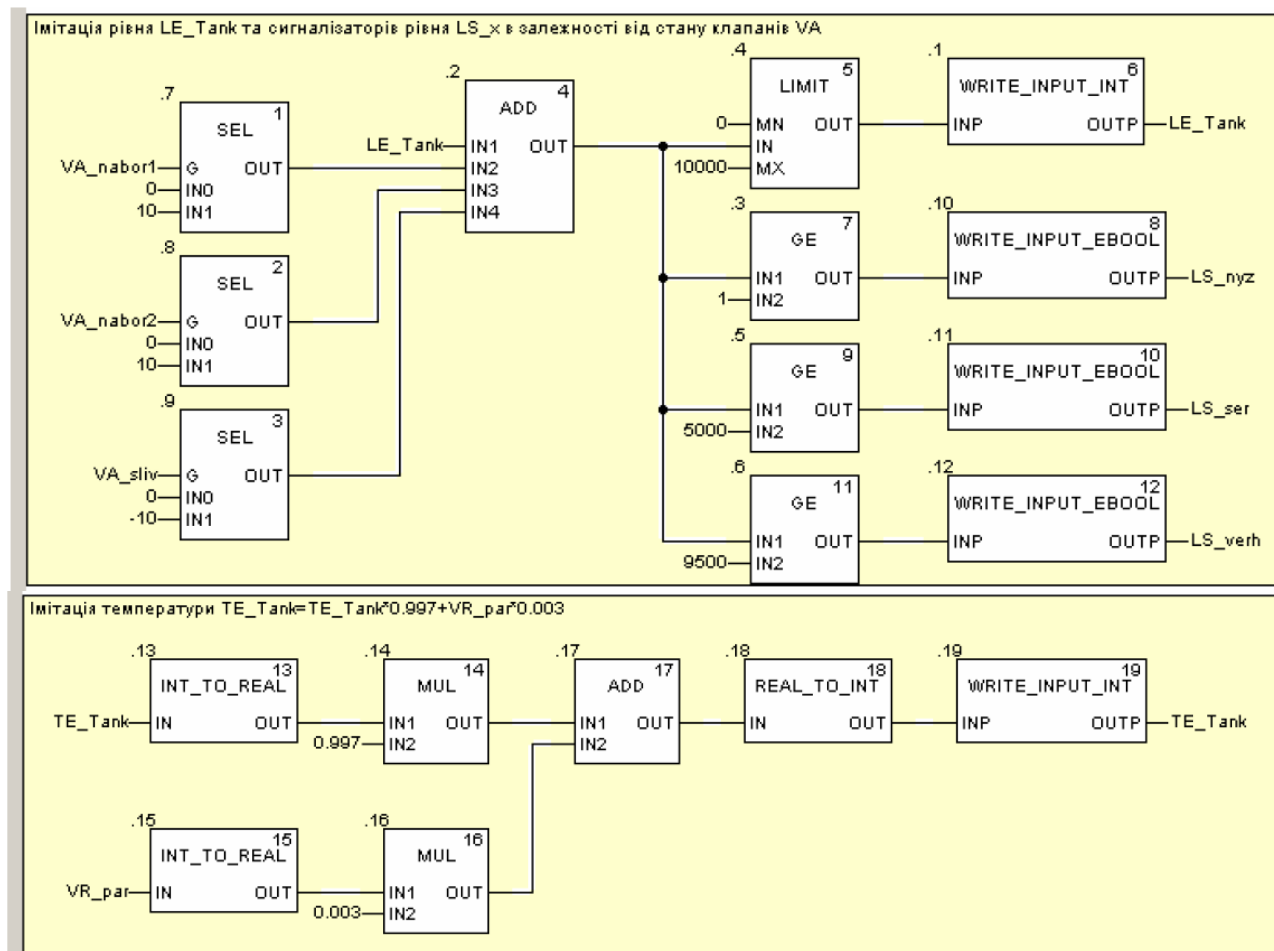 Імітація рівня LE_Tank та сигналізаторів рівня LS_x в залежності від стану клапанів VA
.7
1
SEL
VA_nabor1
G
OUT
0
IN0
10
IN1
.8
2
SEL
VA_nabor2
G
OUT
0
IN0
10
IN1
.9
3
SEL
VA_sliv
G
OUT
0
IN0
-10
IN1
.2
4
ADD
LE_Tank
IN1
OUT
IN2
IN3
IN4
.4
5
LIMIT
0
MN
OUT
IN
10000
MX
.1
6
WRITE_INPUT_INT
INP
OUTP
LE_Tank
.3
7
GE
IN1
OUT
1
IN2
.10
8
WRITE_INPUT_EBOOL
INP
OUTP
LS_nyz
.5
9
GE
IN1
OUT
5000
IN2
.11
10
WRITE_INPUT_EBOOL
INP
OUTP
LS_ser
.6
11
GE
IN1
OUT
9500
IN2
.12
12
WRITE_INPUT_EBOOL
INP
OUTP
LS_verh
Імітація температури TE_Tank=TE_Tank*0.997+VR_par*0.003
.13
13
INT_TO_REAL
TE_Tank
IN
OUT
.14
14
MUL
IN1
OUT
0.997
IN2
.17
17
ADD
IN1
OUT
IN2
.18
18
REAL_TO_INT
IN
OUT
.19
19
WRITE_INPUT_INT
INP
OUTP
TE_Tank
.15
15
INT_TO_REAL
VR_par
IN
OUT
.16
16
MUL
IN1
OUT
0.003
IN2